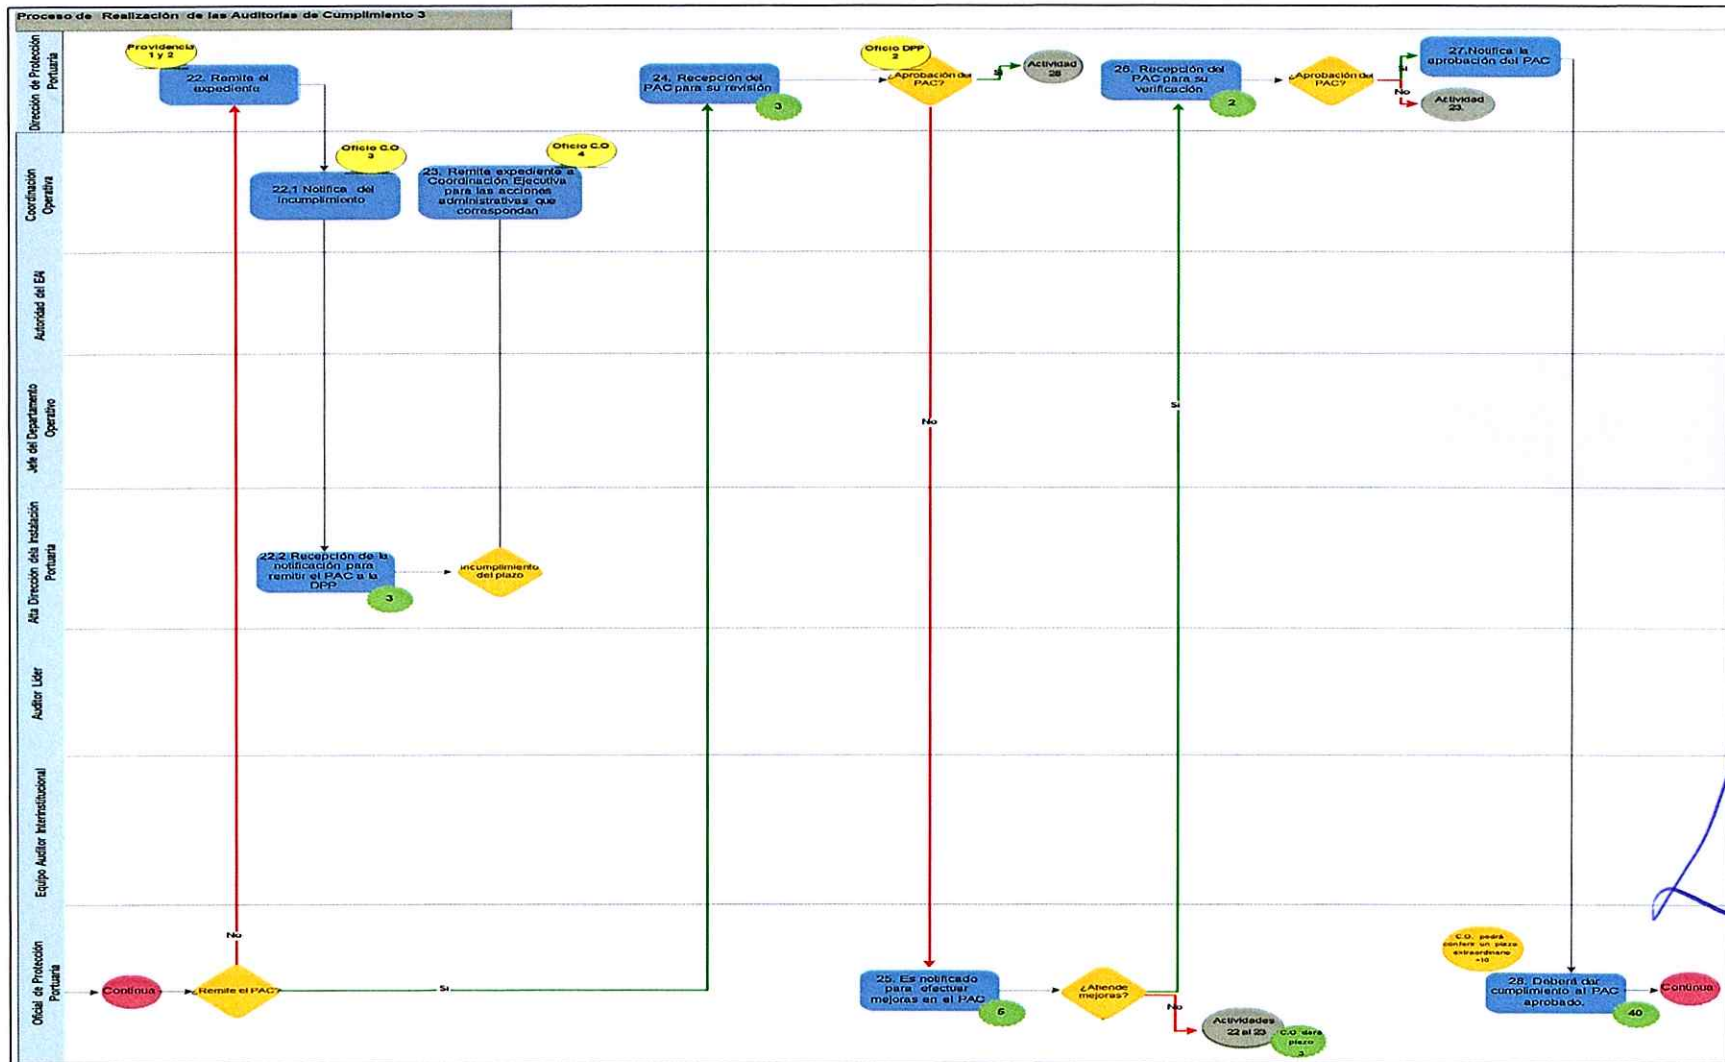 Proceso de Realización de las Auditorías de Cumplimiento 3
Dirección de Protección
Portuaria
Providencia
1 y 2
22. Remite el
expediente
24. Recepción del
PAC para su revisión
3
Oficio DPP
2
¿Aprobación del
PAC?
Si
Actividad
26
26. Recepción del
PAC para su
verificación
2
¿Aprobación del
PAC?
Si
No
27.Notifica la
aprobación del PAC
Actividad
23.
Coordinación
Operativa
Oficio C.O
3
22.1 Notifica del
Incumplimiento
Oficio C.O
4
23. Remite expediente a
Coordinación Ejecutiva
para las acciones
administrativas que
correspondan
Autoridad del EAI
Jefe del Departamento
Operativo
No
Si
Alta Dirección dela Instalación
Portuaria
22.2 Recepción de la
notificación para
remitir el PAC a la
DPP
3
Incumplimiento
del plazo
Auditor Lider
Equipo Auditor Interinstitucional
Oficial de Protección
Portuaria
Continua
No
¿Remite el PAC?
Si
25. Es notificado
para efectuar
mejoras en el PAC
5
¿Atiende
mejoras?
No
Actividades
22 al 23
C.O. dará
plazo
3
C.O. podrá
conferir un plazo
extraordinario
+10
28. Deberá dar
cumplimiento al PAC
aprobado.
40
Continua